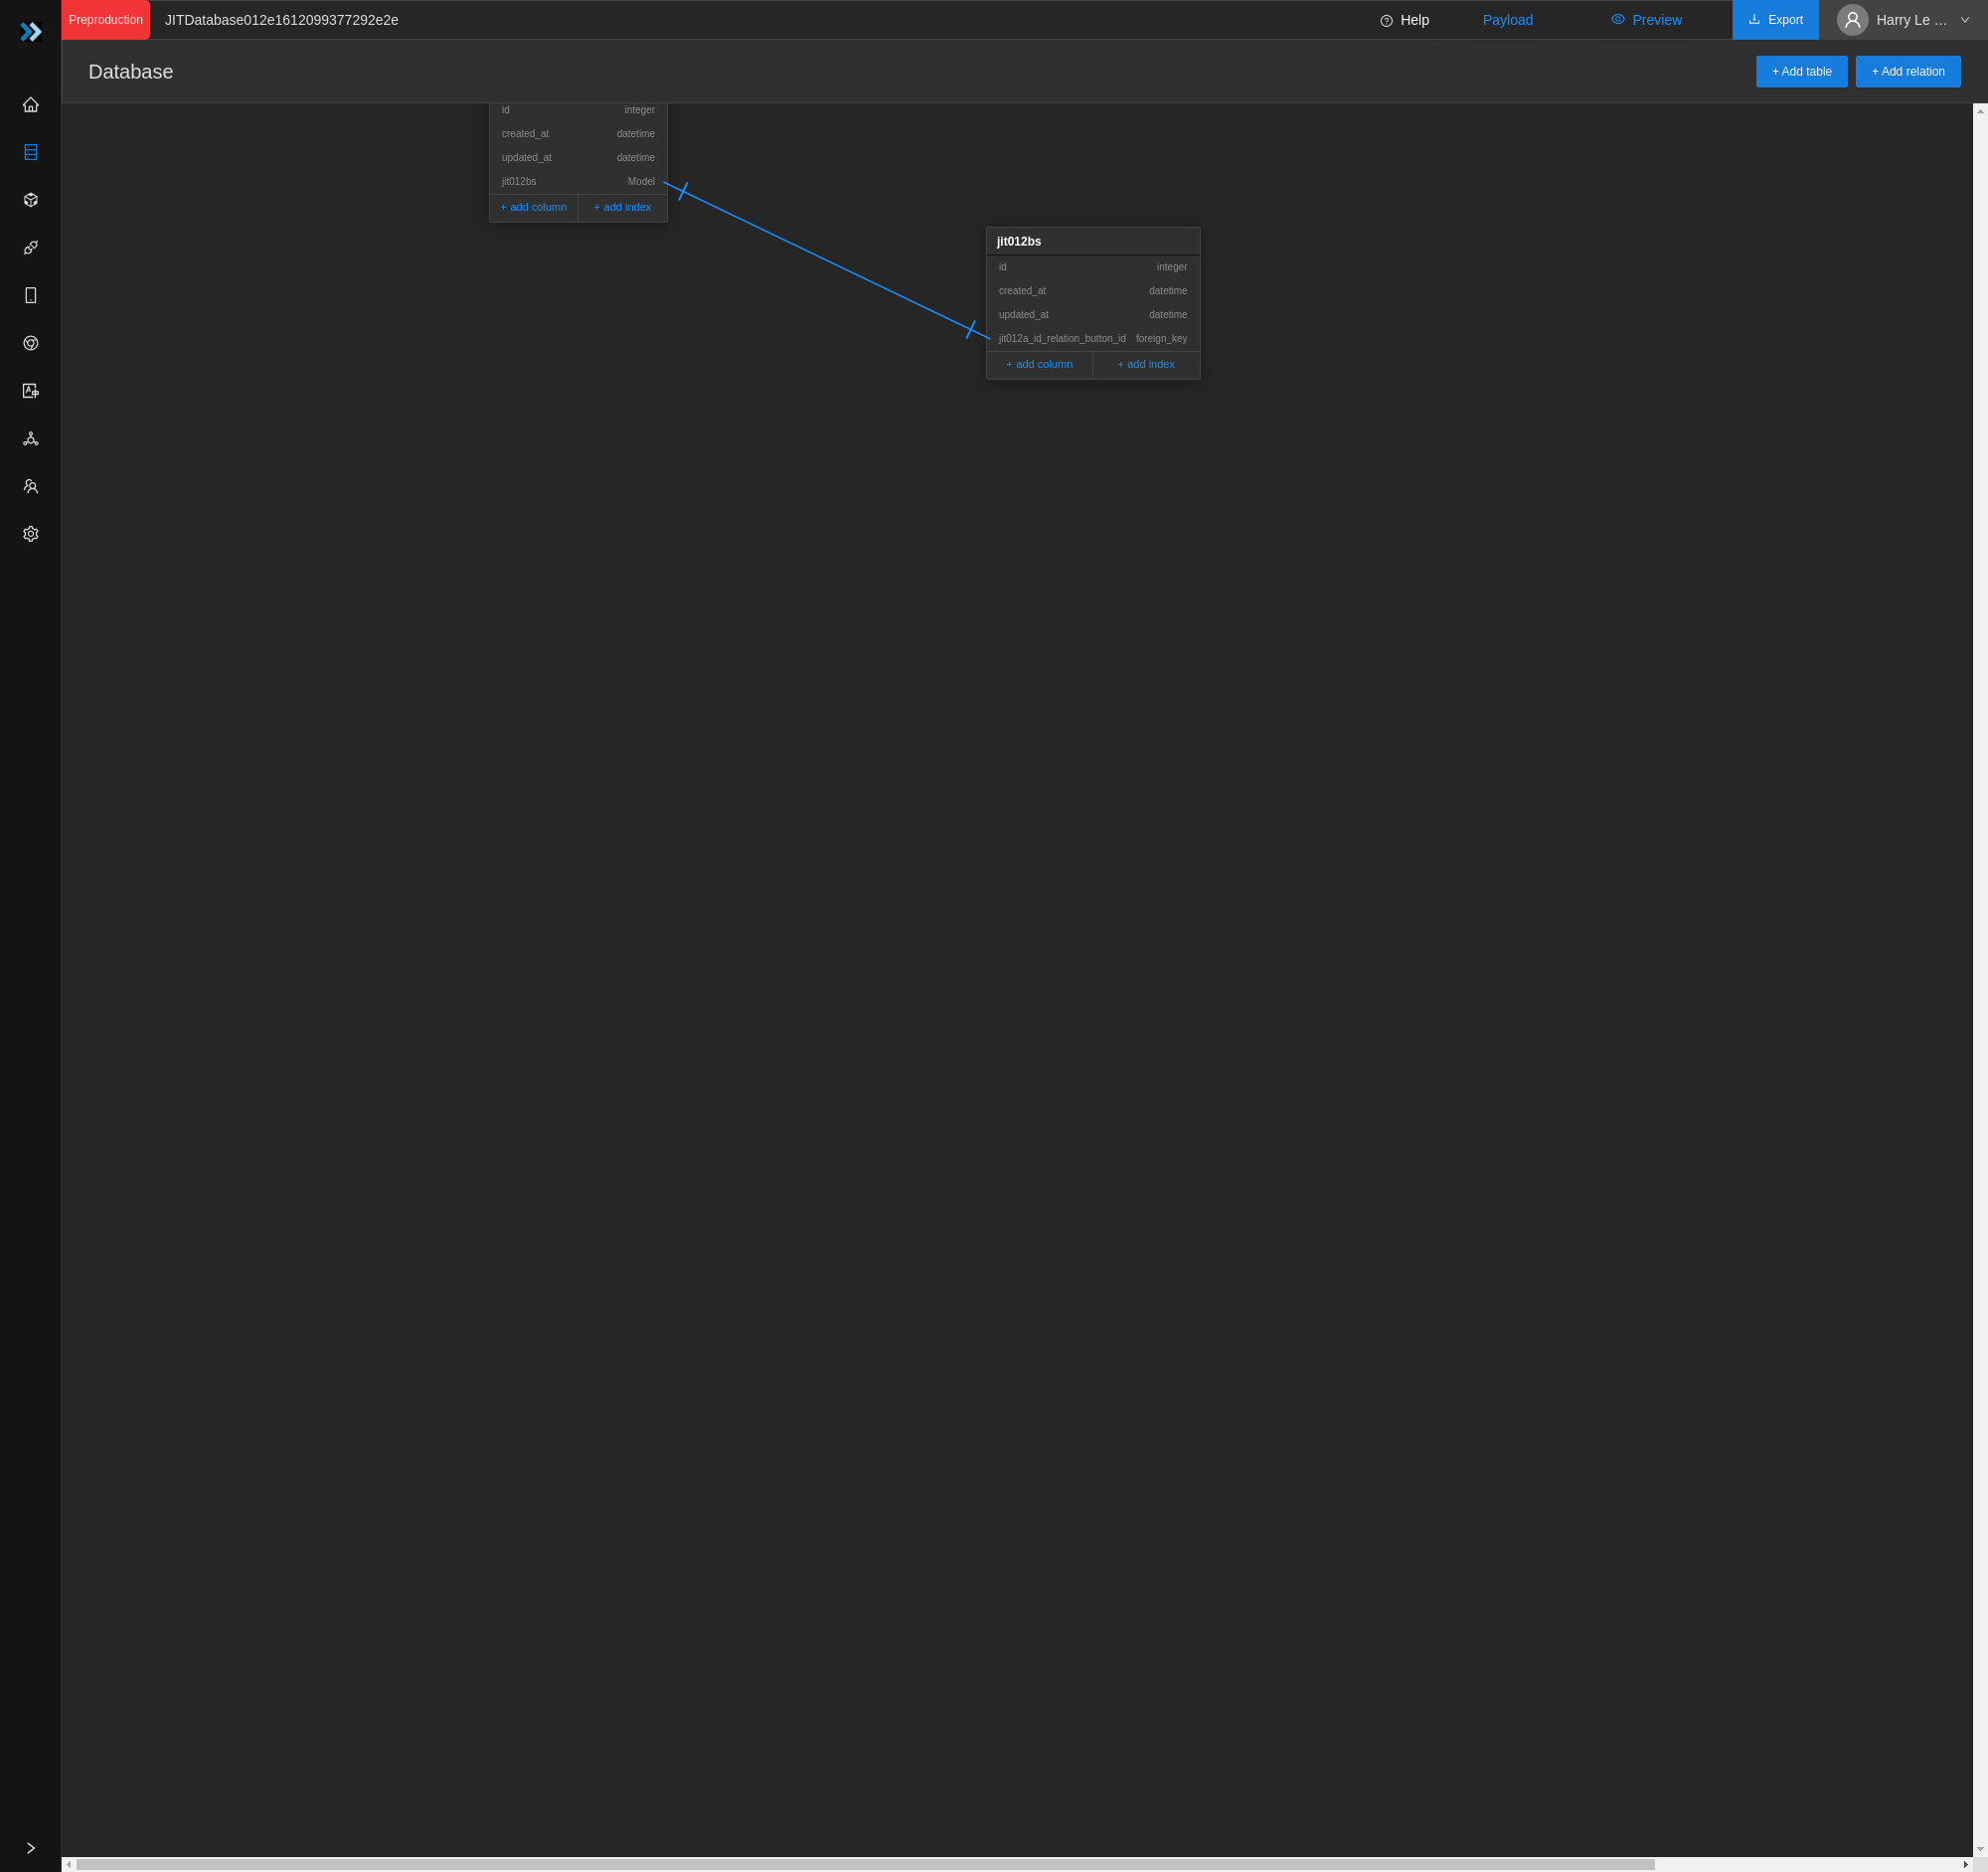 Preproduction JITDatabase012e1612099377292e2e Help Payload Preview Export Harry Le ...
Database + Add table + Add relation
id integer
created_at datetime
updated_at datetime
jit012bs Model
+ add column + add index
jit012bs
id integer
created_at datetime
updated_at datetime
jit012a_id_relation_button_id foreign_key
+ add column + add index